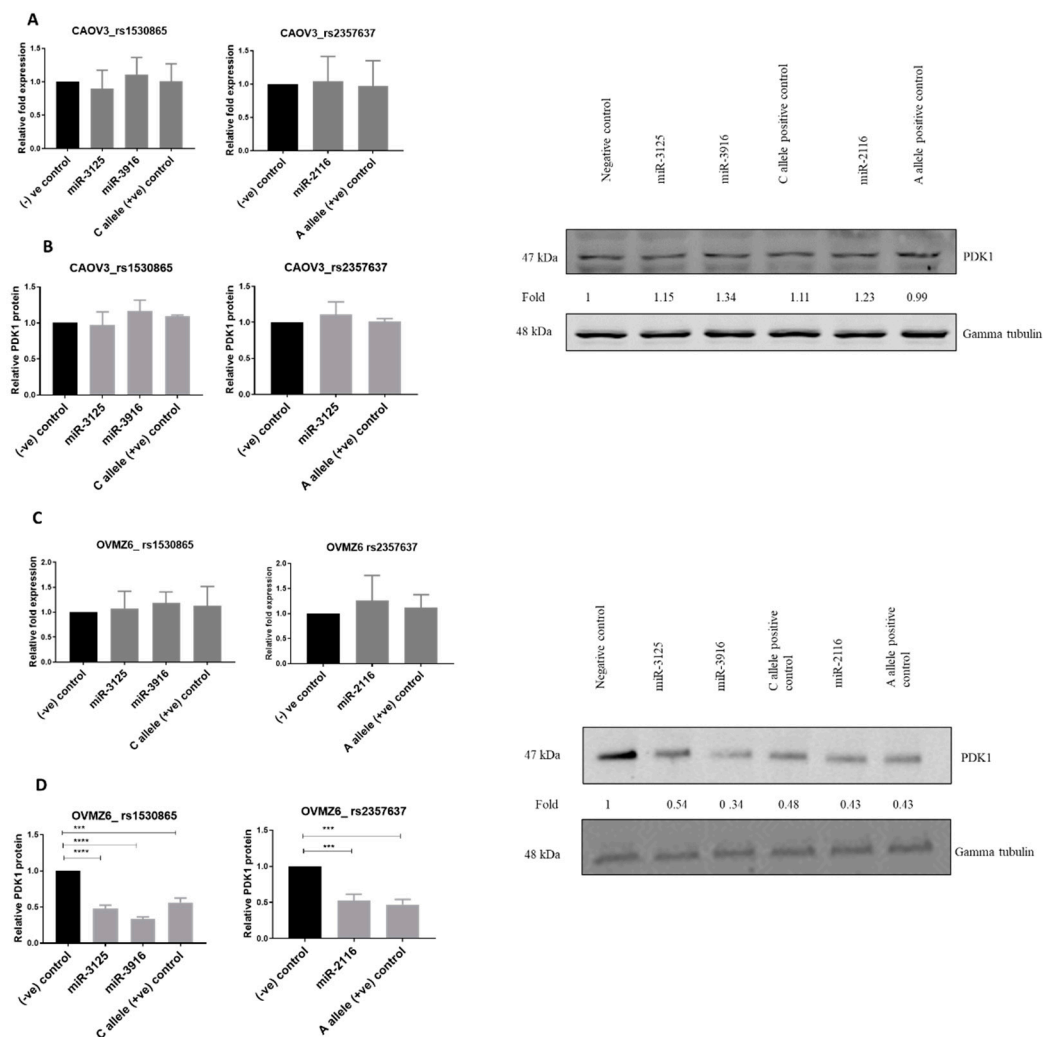 A
CAOV3_rs1530865
Relative fold expression
1.5
1.0
0.5
0.0
(-) ve control
miR-3125
miR-3916
C allele (+ve) control
CAOV3_rs2357637
Relative fold expression
1.5
1.0
0.5
0.0
(-ve) control
miR-2116
A allele (+ve) control
Negative control
miR-3125
miR-3916
C allele positive control
miR-2116
A allele positive control
47 kDa
PDK1
Fold
1
1.15
1.34
1.11
1.23
0.99
48 kDa
Gamma tubulin
B
CAOV3_rs1530865
Relative PDK1 protein
1.5
1.0
0.5
0.0
(-ve) control
miR-3125
miR-3916
C allele (+ve) control
CAOV3_rs2357637
Relative PDK1 protein
1.5
1.0
0.5
0.0
(-ve) control
miR-3125
A allele (+ve) control
C
OVMZ6_ rs1530865
Relative fold expression
2.0
1.5
1.0
0.5
0.0
(-ve) control
miR-3125
miR-3916
C allele (+ve) control
OVMZ6 rs2357637
Relative fold expression
2.0
1.5
1.0
0.5
0.0
(-) ve control
miR-2116
A allele (+ve) control
Negative control
miR-3125
miR-3916
C allele positive
control
miR-2116
A allele positive
control
47 kDa
PDK1
Fold
1
0.54
0 .34
0.48
0.43
0.43
48 kDa
Gamma tubulin
D
OVMZ6_ rs1530865
Relative PDK1 protein
1.5
1.0
0.5
0.0
***
****
****
(-ve) control
miR-3125
miR-3916
C allele (+ve) control
OVMZ6_ rs2357637
Relative PDK1 protein
1.5
1.0
0.5
0.0
***
***
(-ve) control
miR-2116
A allele (+ve) control